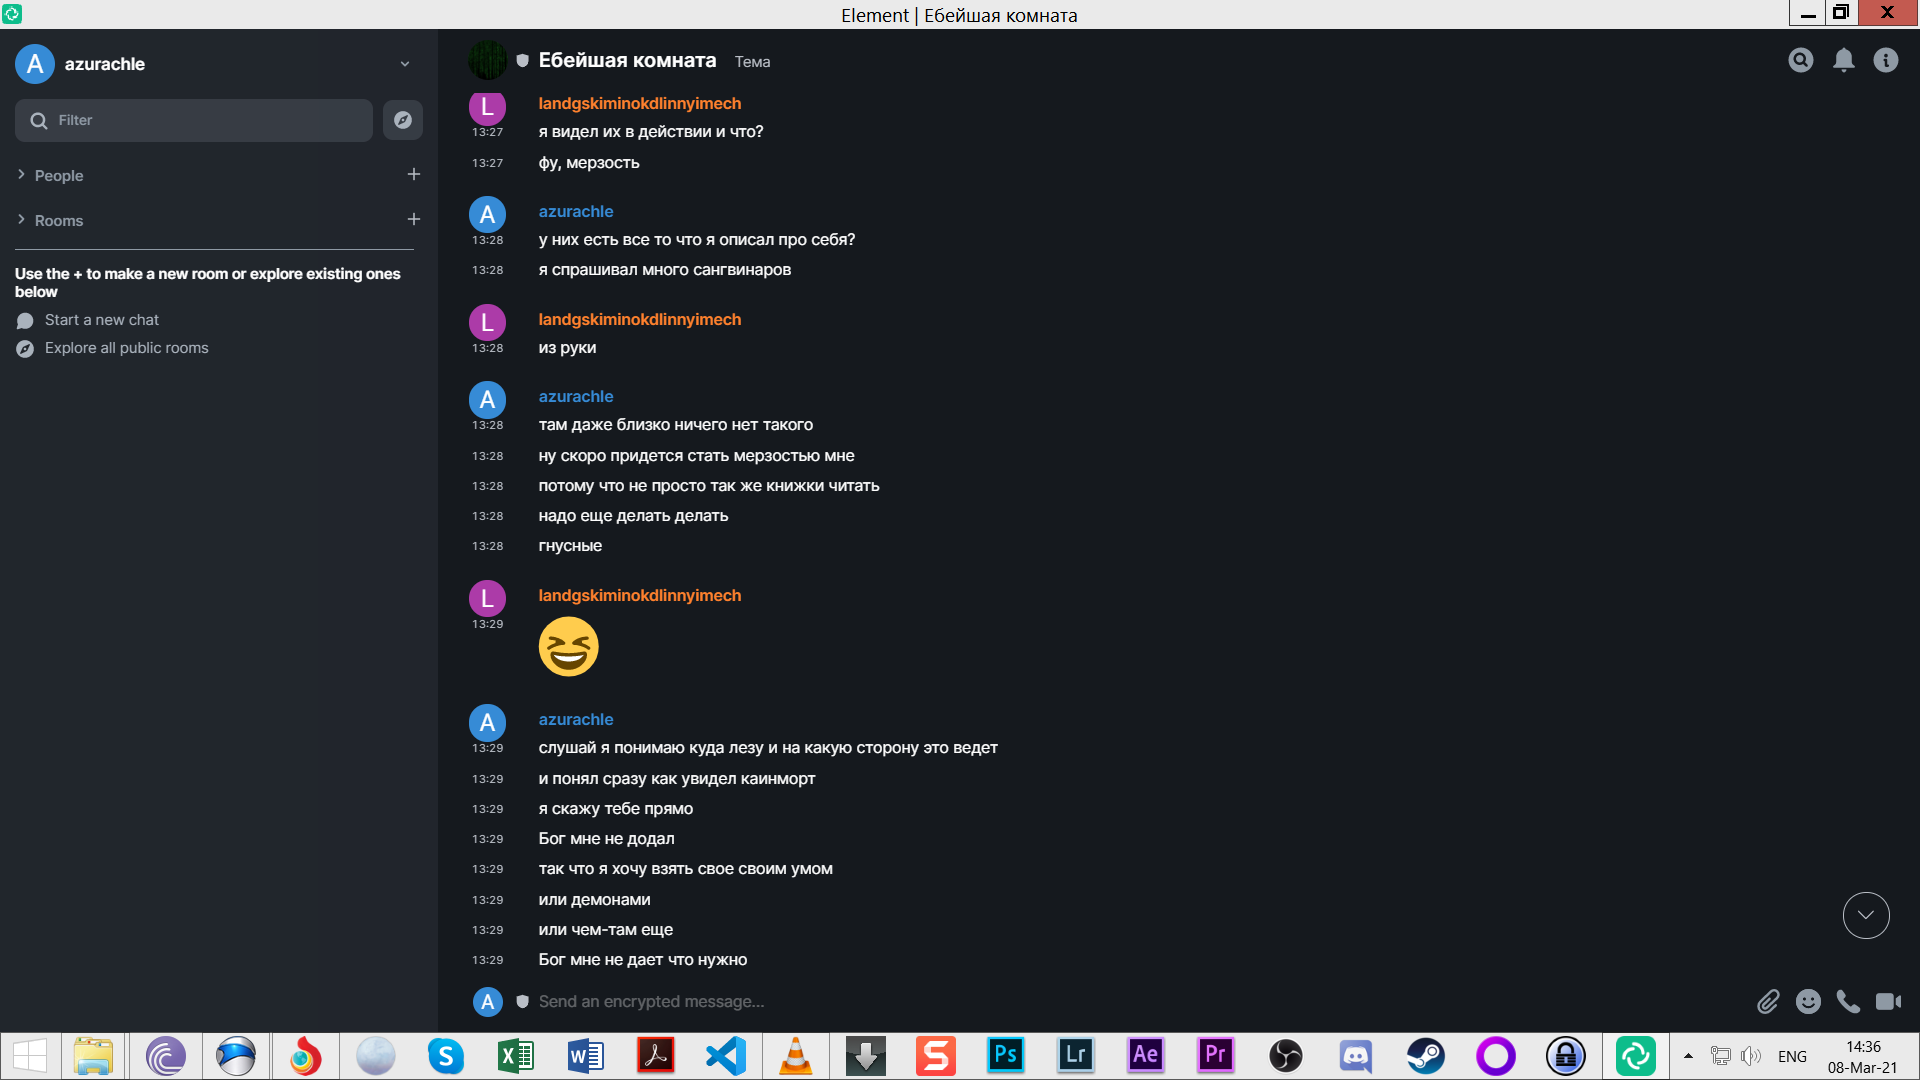 Element | Ебейшая комната
A azurachle
Filter
People
Rooms
Use the + to make a new room or explore existing ones
below
Start a new chat
Explore all public rooms
Ебейшая комната Тема
L landgskiminokdlinnyimech
13:27 я видел их в действии и что?
13:27 фу, мерзость
A azurachle
13:28 у них есть все то что я описал про себя?
13:28 я спрашивал много сангвинаров
L landgskiminokdlinnyimech
13:28 из руки
A azurachle
13:28 там даже близко ничего нет такого
13:28 ну скоро придется стать мерзостью мне
13:28 потому что не просто так же книжки читать
13:28 надо еще делать делать
13:28 гнусные
L landgskiminokdlinnyimech
13:29
A azurachle
13:29 слушай я понимаю куда лезу и на какую сторону это ведет
13:29 и понял сразу как увидел каинморт
13:29 я скажу тебе прямо
13:29 Бог мне не додал
13:29 так что я хочу взять свое своим умом
13:29 или демонами
13:29 или чем-там еще
13:29 Бог мне не дает что нужно
A Send an encrypted message...
S X W S Ps Lr Ae Pr ENG 14:36
08-Mar-21